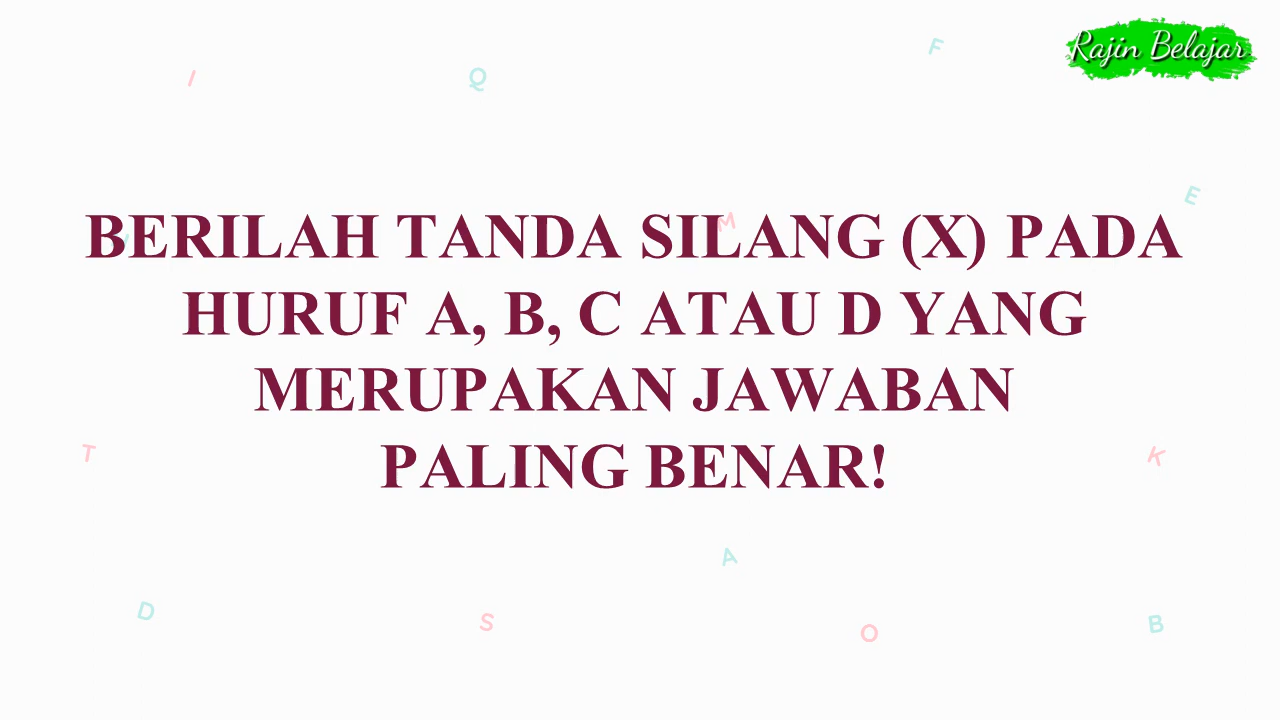 Rajin Belajar
I
Q
F
E
M
BERILAH TANDA SILANG (X) PADA
HURUF A, B, C ATAU D YANG
MERUPAKAN JAWABAN
PALING BENAR!
T
K
A
D
S
O
B